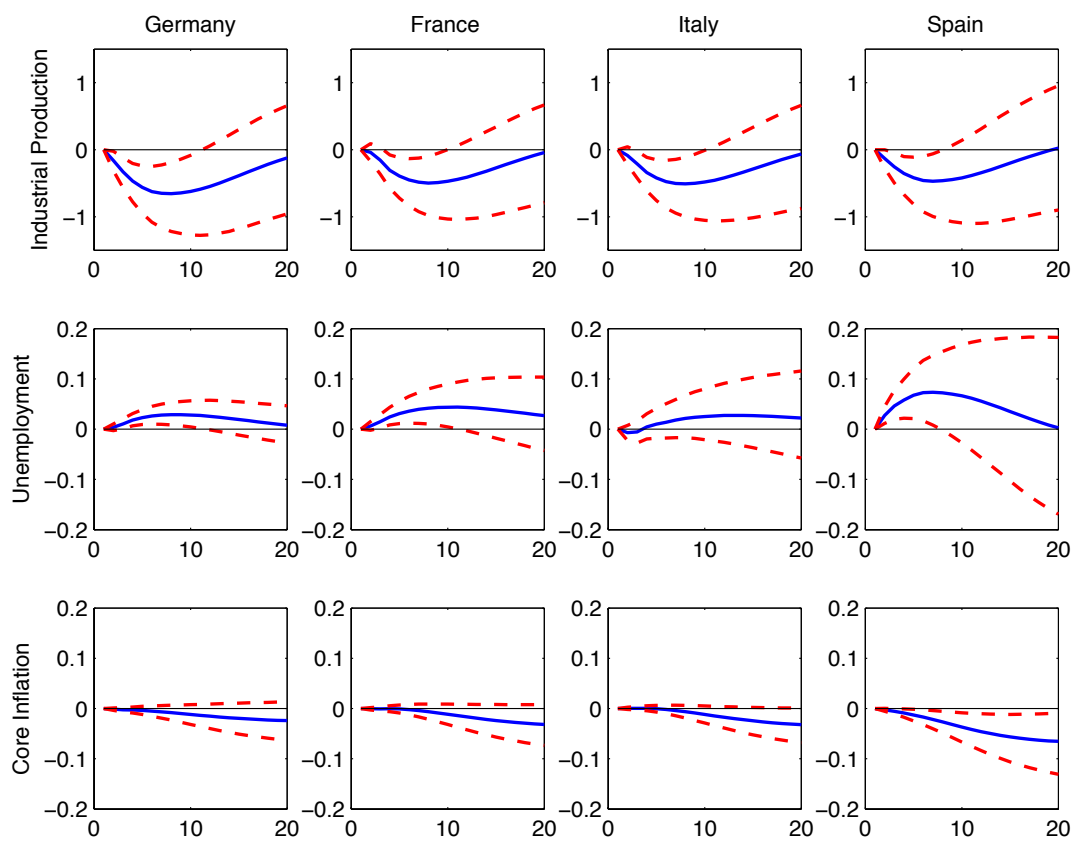 Germany France Italy Spain
Industrial Production
1 1 1 1
0 0 0 0
−1 −1 −1 −1
0 10 20 0 10 20 0 10 20 0 10 20
Unemployment
0.2 0.2 0.2 0.2
0.1 0.1 0.1 0.1
0 0 0 0
−0.1 −0.1 −0.1 −0.1
−0.2 −0.2 −0.2 −0.2
0 10 20 0 10 20 0 10 20 0 10 20
Core Inflation
0.2 0.2 0.2 0.2
0.1 0.1 0.1 0.1
0 0 0 0
−0.1 −0.1 −0.1 −0.1
−0.2 −0.2 −0.2 −0.2
0 10 20 0 10 20 0 10 20 0 10 20